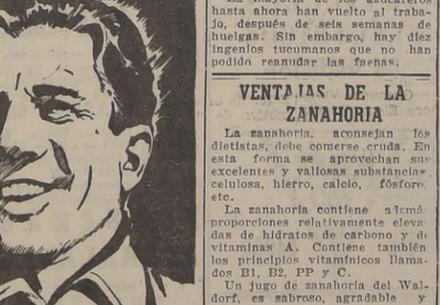 La mayoría de los azucareros
hasta ahora han vuelto al traba-
jo, después de seis semanas de
huelgas. Sin embargo, hay diez
ingenios tucumanos que no han
podido reanudar las faenas.
VENTAJAS DE LA
ZANAHORIA
La zanahoria, aconsejan los
dietistas, debe comerse cruda. En
esta forma se aprovechan sus
excelentes y valiosas substancias,
celulosa, hierro, calcio, fósforo,
etc.
La zanahoria contiene además
proporciones relativamente eleva-
das de hidratos de carbono y de
vitaminas A. Contiene también
los principios vitamínicos llama-
dos B1, B2, PP y C.
Un jugo de zanahoria del Wal-
dorf, es sabroso, agradable y